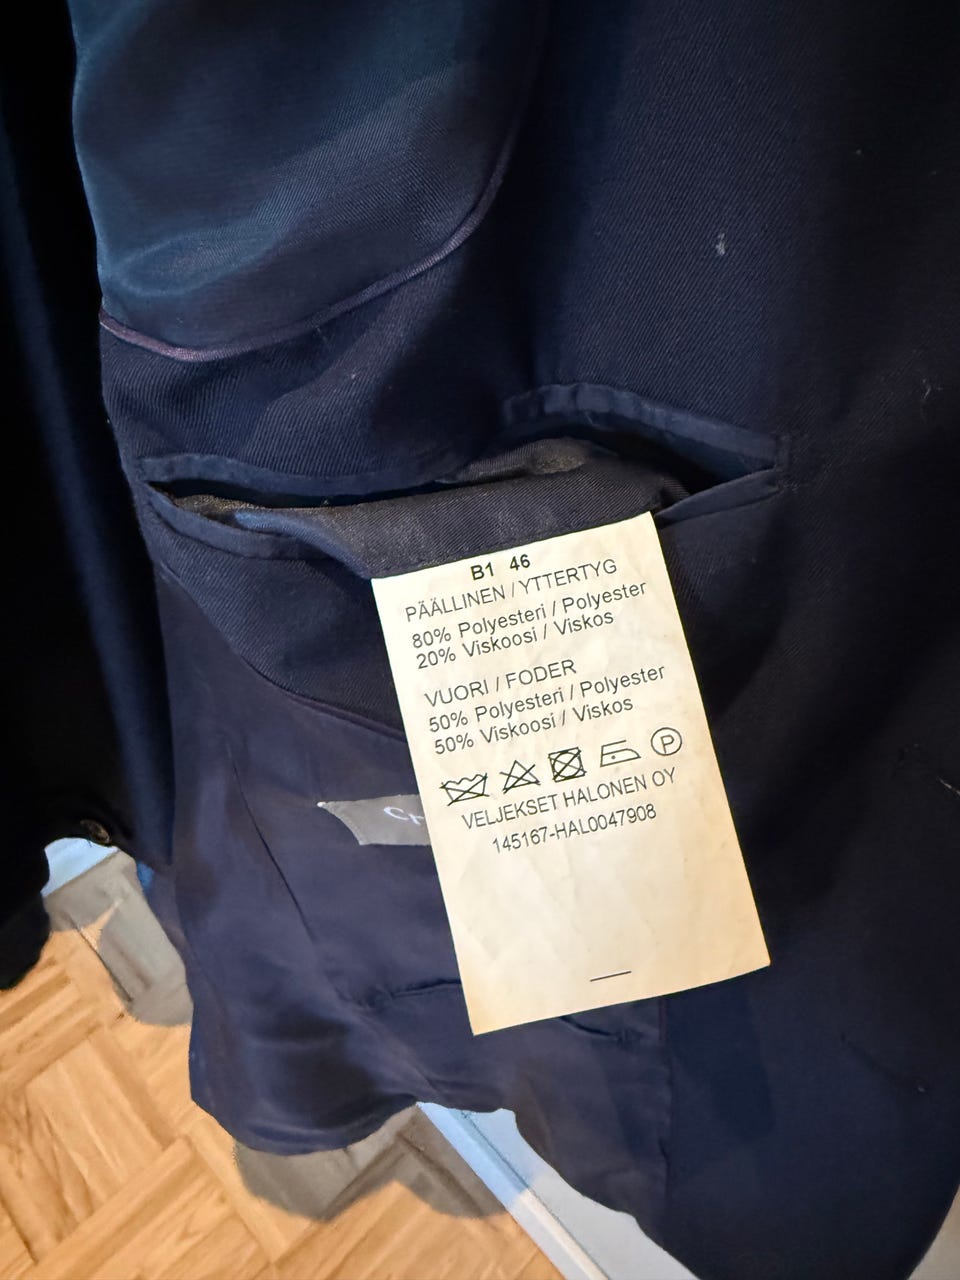 B1 46
PÄÄLLINEN / YTTERTYG
80% Polyesteri / Polyester
20% Viskoosi / Viskos
VUORI / FODER
50% Polyesteri / Polyester
50% Viskoosi / Viskos
P
VELJEKSET HALONEN OY
145167-HAL0047908